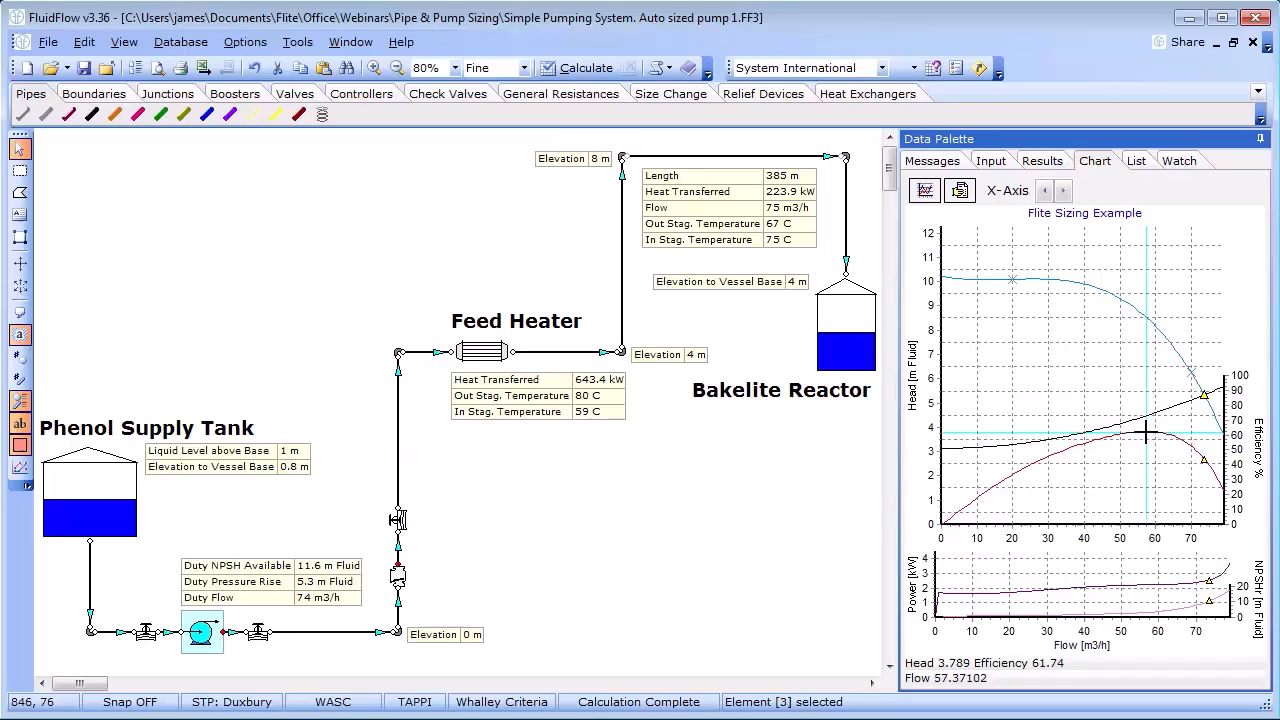 FluidFlow v3.36 - [C:\Users\james\Documents\Flite\Office\Webinars\Pipe & Pump Sizing\Simple Pumping System. Auto sized pump 1.FF3]
File Edit View Database Options Tools Window Help Share
80% Fine Calculate System International
Pipes Boundaries Junctions Boosters Valves Controllers Check Valves General Resistances Size Change Relief Devices Heat Exchangers
Data Palette
Messages Input Results Chart List Watch
X-Axis
Flite Sizing Example
Elevation 8 m
Length 385 m
Heat Transferred 223.9 kW
Flow 75 m3/h
Out Stag. Temperature 67 C
In Stag. Temperature 75 C
Elevation to Vessel Base 4 m
Feed Heater
Elevation 4 m
Heat Transferred 643.4 kW
Out Stag. Temperature 80 C
In Stag. Temperature 59 C
Bakelite Reactor
Phenol Supply Tank
Liquid Level above Base 1 m
Elevation to Vessel Base 0.8 m
Duty NPSH Available 11.6 m Fluid
Duty Pressure Rise 5.3 m Fluid
Duty Flow 74 m3/h
Elevation 0 m
Head [m Fluid]
12
11
10
9
8
7
6
5
4
3
2
1
0
100
90
80
70
60
50
40
30
20
10
0
Efficiency %
0 10 20 30 40 50 60 70
Power [kW]
4
3
2
1
0
20
10
0
NPSHr [m Fluid]
0 10 20 30 40 50 60 70
Flow [m3/h]
Head 3.789 Efficiency 61.74
Flow 57.37102
846, 76 Snap OFF STP: Duxbury WASC TAPPI Whalley Criteria Calculation Complete Element [3] selected